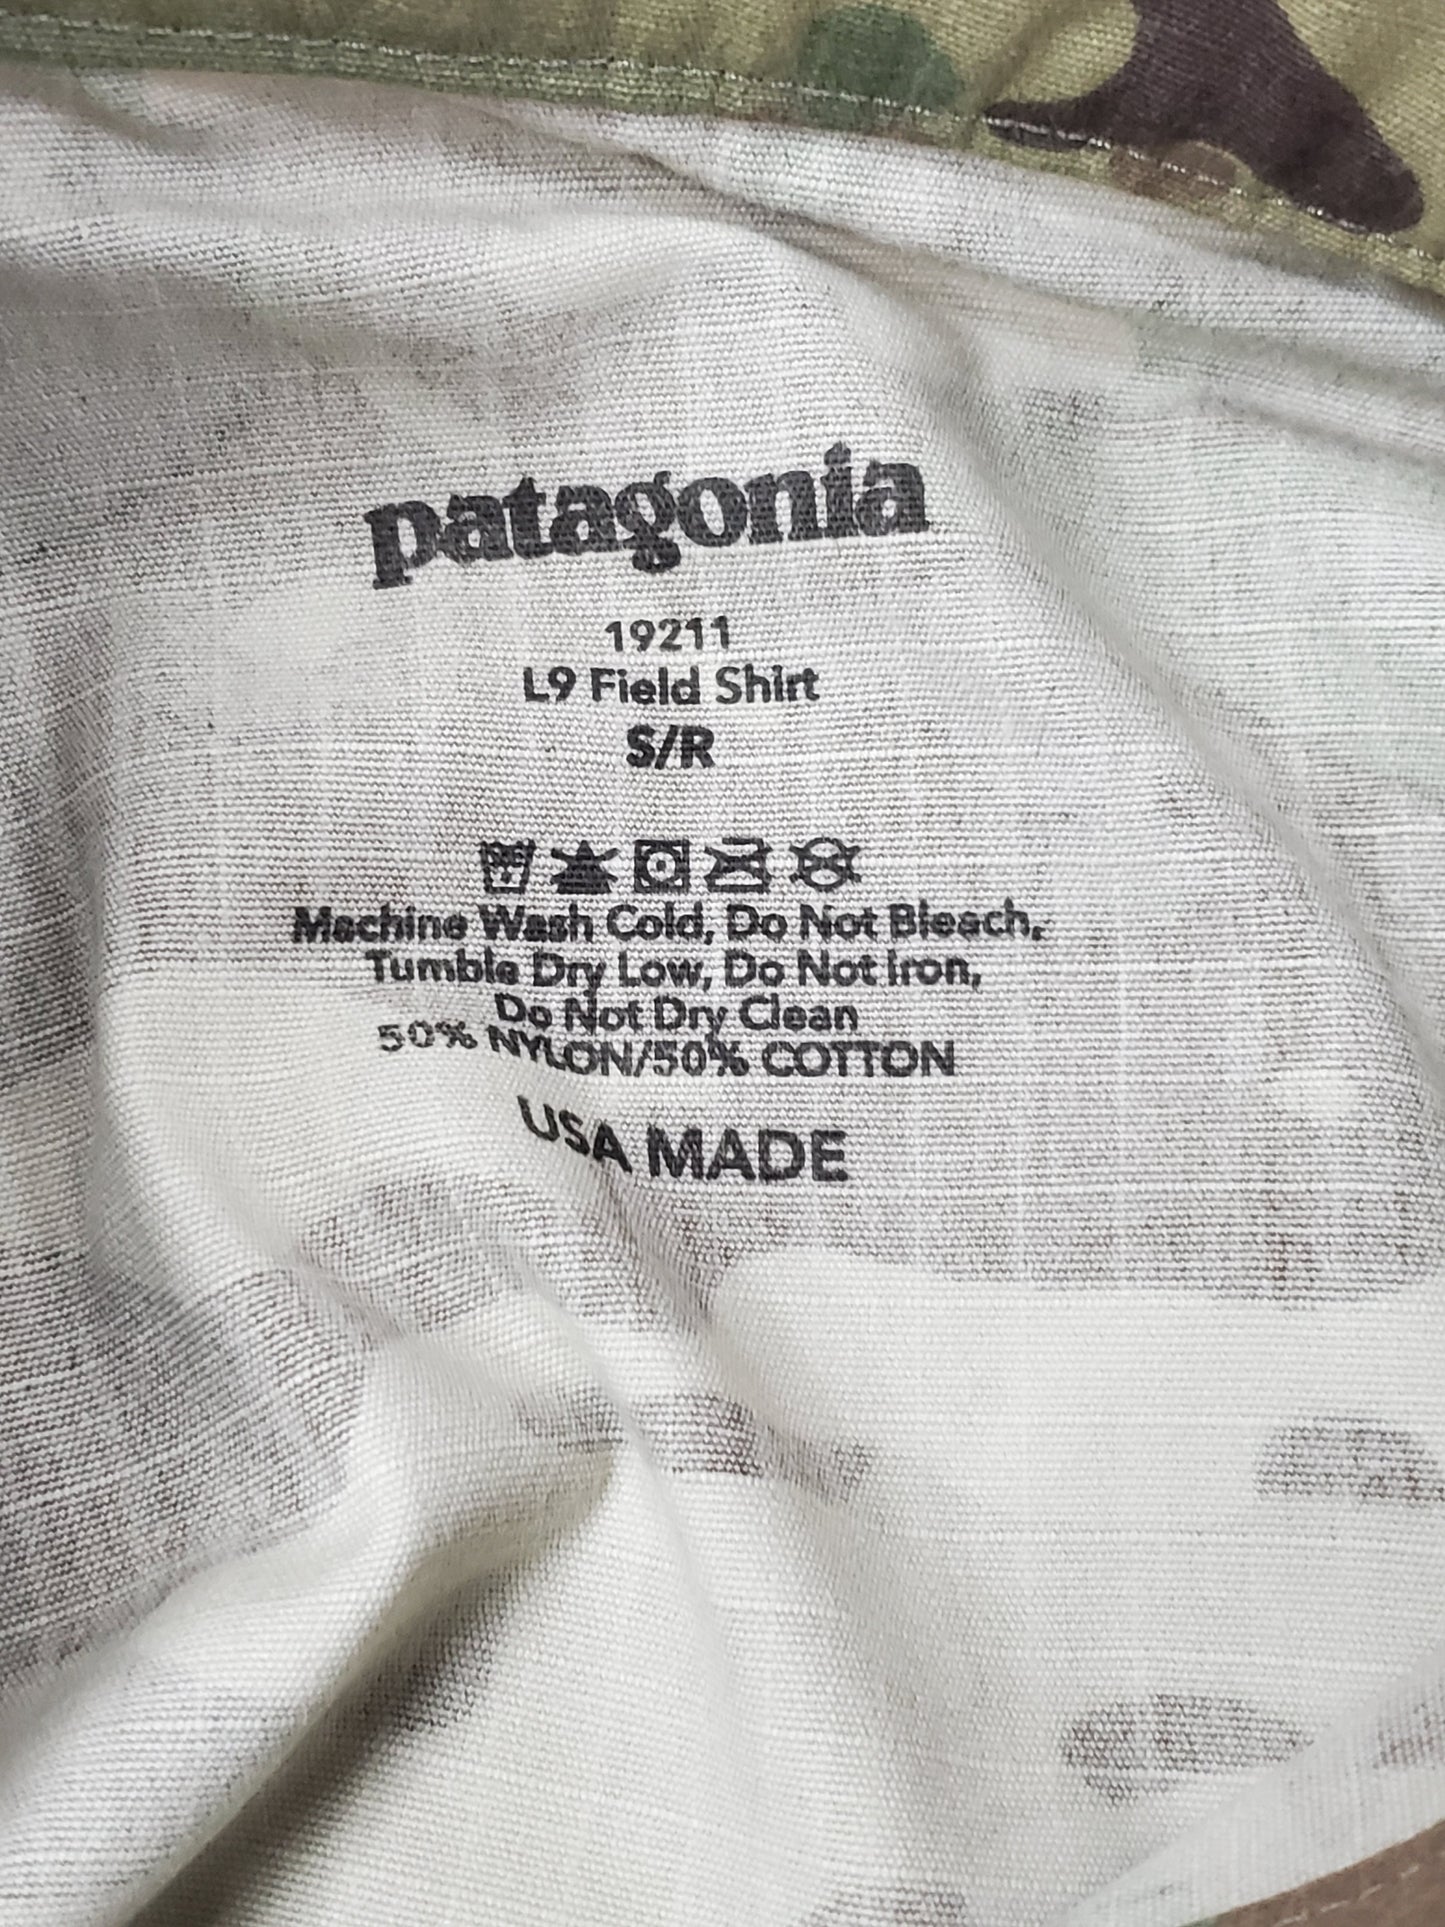 patagonia
19211
L9 Field Shirt
S/R
Machine Wash Cold, Do Not Bleach,
Tumble Dry Low, Do Not Iron,
Do Not Dry Clean
50% NYLON/50% COTTON
USA MADE